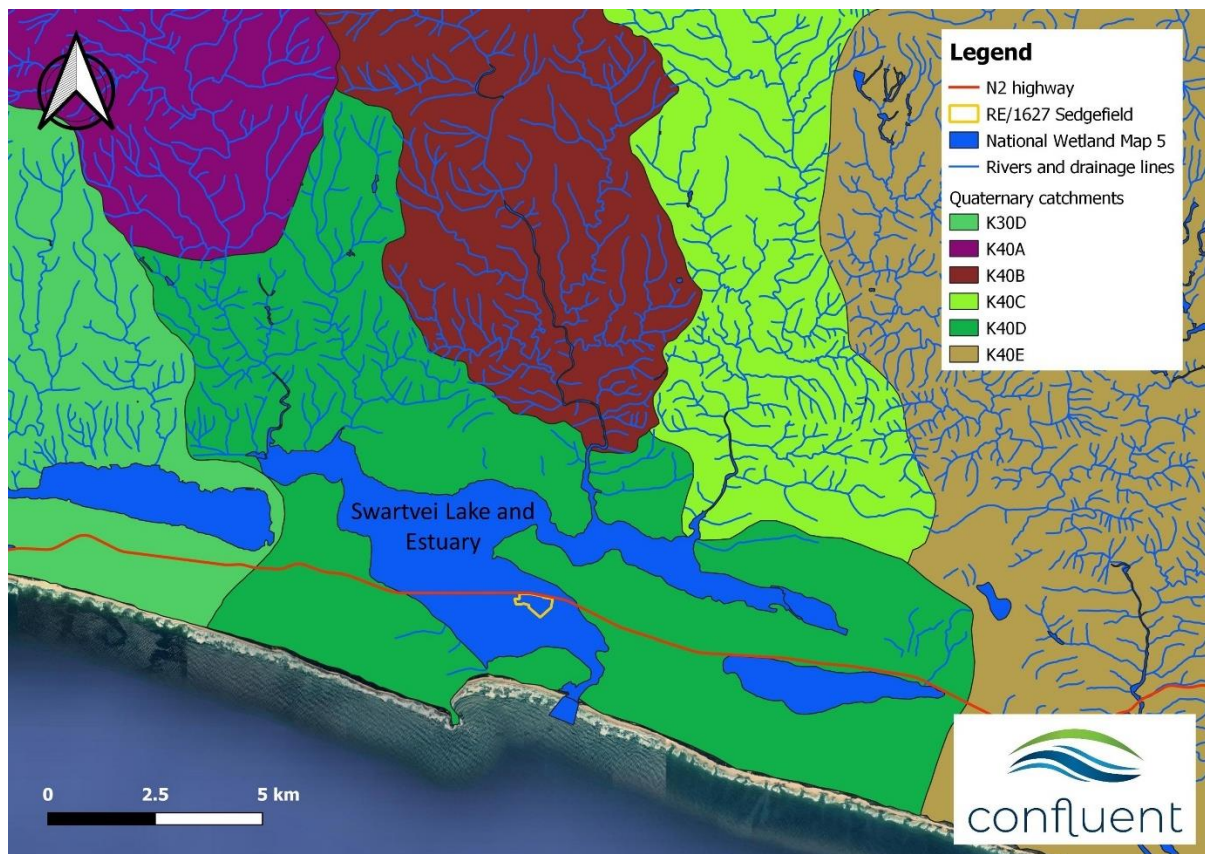 Legend
N2 highway
RE/1627 Sedgefield
National Wetland Map 5
Rivers and drainage lines
Quaternary catchments
K30D
K40A
K40B
K40C
K40D
K40E
Swartvei Lake and
Estuary
0 2.5 5 km
confluent